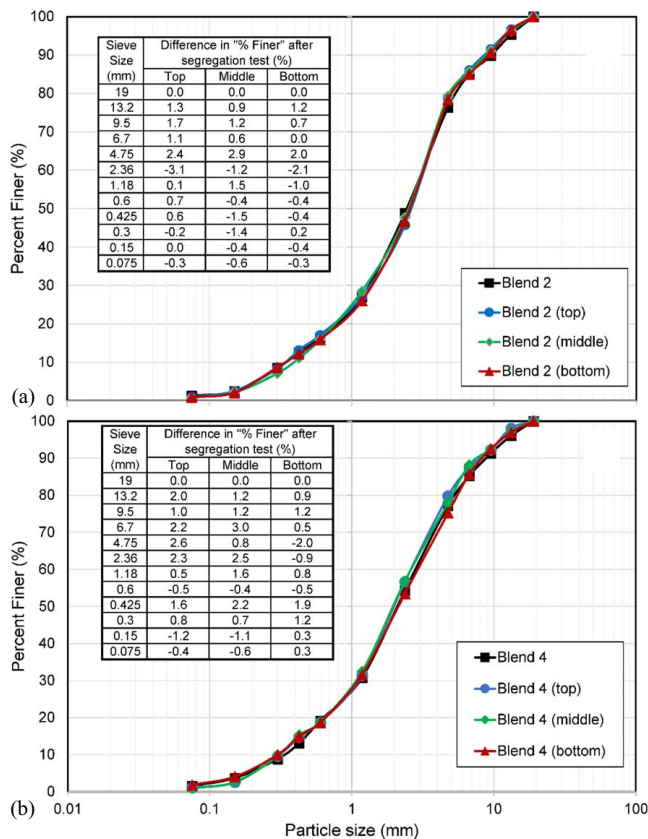 100
90
80
70
60
50
40
30
20
10
0
Percent Finer (%)
Sieve Size (mm) Difference in "% Finer" after segregation test (%)
Top Middle Bottom
19 0.0 0.0 0.0
13.2 1.3 0.9 1.2
9.5 1.7 1.2 0.7
6.7 1.1 0.6 0.0
4.75 2.4 2.9 2.0
2.36 -3.1 -1.2 -2.1
1.18 0.1 1.5 -1.0
0.6 0.7 -0.4 -0.4
0.425 0.6 -1.5 -0.4
0.3 -0.2 -1.4 0.2
0.15 0.0 -0.4 -0.4
0.075 -0.3 -0.6 -0.3
Blend 2
Blend 2 (top)
Blend 2 (middle)
Blend 2 (bottom)
(a)
100
90
80
70
60
50
40
30
20
10
0
Percent Finer (%)
Sieve Size (mm) Difference in "% Finer" after segregation test (%)
Top Middle Bottom
19 0.0 0.0 0.0
13.2 2.0 1.2 0.9
9.5 1.0 1.2 1.2
6.7 2.2 3.0 0.5
4.75 2.6 0.8 -2.0
2.36 2.3 2.5 -0.9
1.18 0.5 1.6 0.8
0.6 -0.5 -0.4 -0.5
0.425 1.6 2.2 1.9
0.3 0.8 0.7 1.2
0.15 -1.2 -1.1 0.3
0.075 -0.4 -0.6 0.3
Blend 4
Blend 4 (top)
Blend 4 (middle)
Blend 4 (bottom)
(b)
0.01 0.1 1 10 100
Particle size (mm)